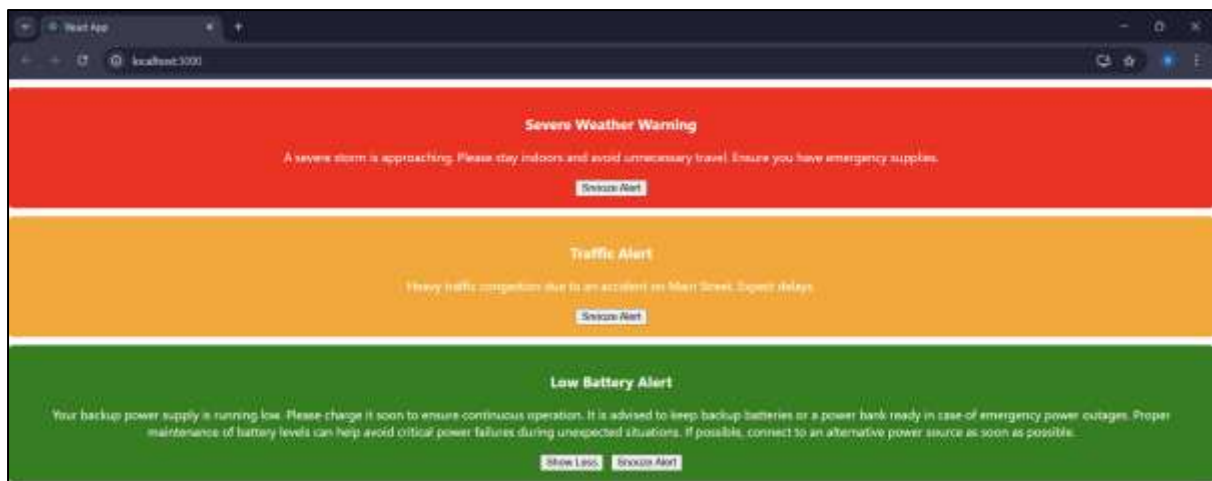 React App
localhost:3000
Severe Weather Warning
A severe storm is approaching. Please stay indoors and avoid unnecessary travel. Ensure you have emergency supplies.
Snooze Alert
Traffic Alert
Heavy traffic congestion due to an accident on Main Street. Expect delays.
Snooze Alert
Low Battery Alert
Your backup power supply is running low. Please charge it soon to ensure continuous operation. It is advised to keep backup batteries or a power bank ready in case of emergency power outages. Proper
maintenance of battery levels can help avoid critical power failures during unexpected situations. If possible, connect to an alternative power source as soon as possible.
Show Less Snooze Alert